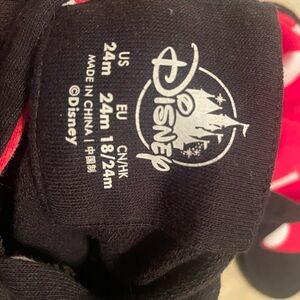 Disney
US EU CN/HK
24m 24m 18/24m
MADE IN CHINA | 中国制
©Disney